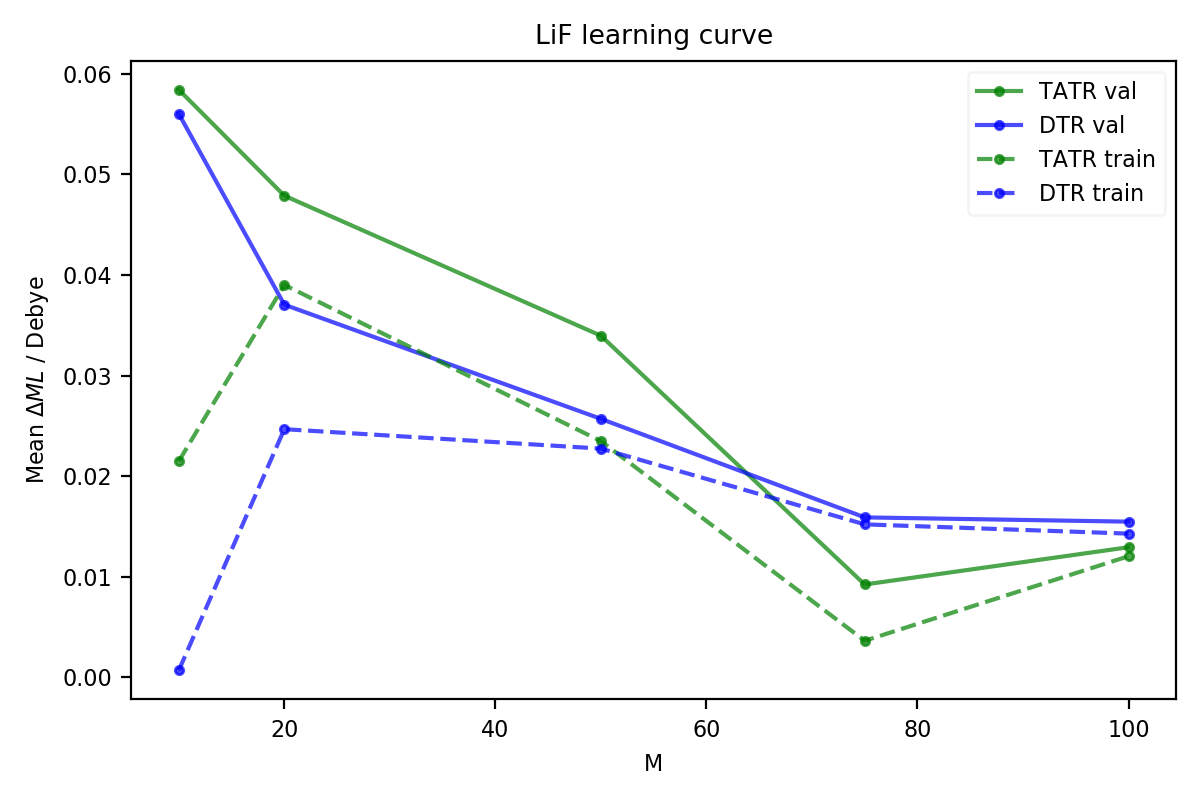 LiF learning curve
Mean ΔML / Debye
0.06
0.05
0.04
0.03
0.02
0.01
0.00
TATR val
DTR val
TATR train
DTR train
20 40 60 80 100
M